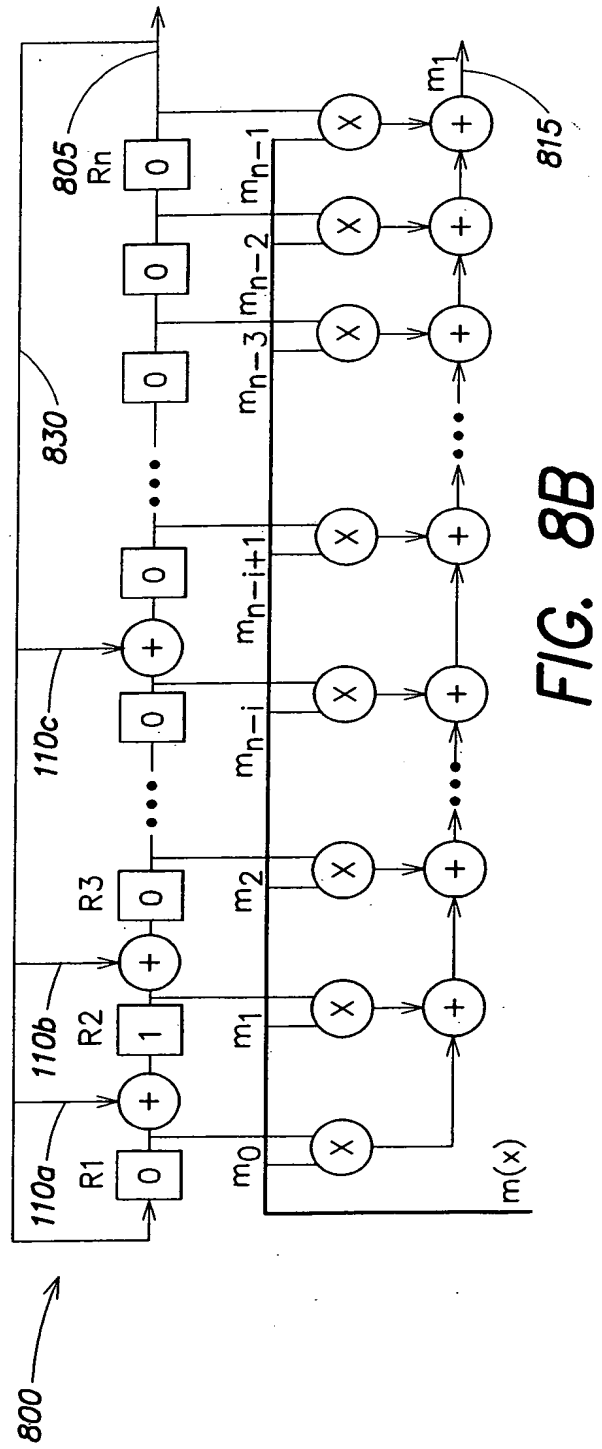 800
830
805
110a
110b
110c
R1
R2
R3
Rn
0
+
1
+
0
•••
0
+
0
•••
0
0
0
m0
m1
m2
mn−i
mn−i+1
mn−3
mn−2
mn−1
X
X
X
X
X
X
X
X
+
+
•••
+
+
•••
+
+
+
m1
815
m(x)
FIG. 8B